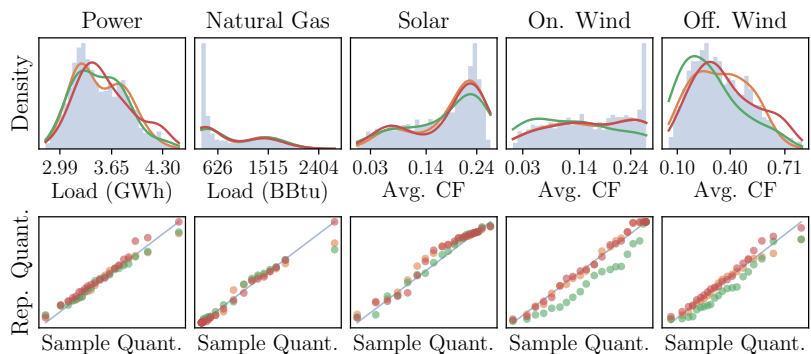 Power Natural Gas Solar On. Wind Off. Wind
Density
2.99 3.65 4.30 626 1515 2404 0.03 0.14 0.24 0.03 0.14 0.24 0.10 0.40 0.71
Load (GWh) Load (BBtu) Avg. CF Avg. CF Avg. CF
Rep. Quant.
Sample Quant. Sample Quant. Sample Quant. Sample Quant. Sample Quant.